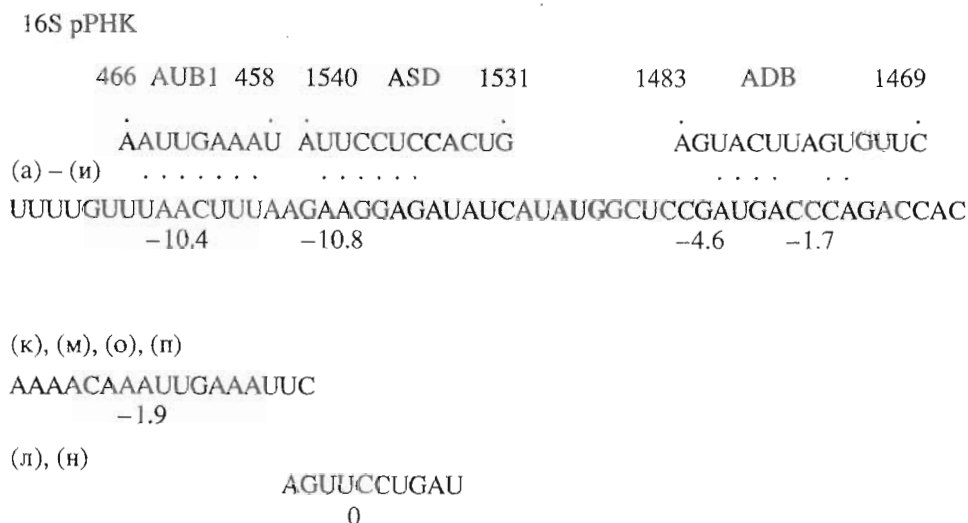 16S рРНК
466 AUB1 458 1540 ASD 1531 1483 ADB 1469
AAUUGAAAU AUUCCUCCACUG AGUACUUAGUGUUC
(а) – (и)
UUUUGUUUUAACUUUAAGAAGGAGAUAUCAUAUGGCUCCGAUGACCCAGACCAC
−10.4 −10.8 −4.6 −1.7
(к), (м), (о), (п)
AAAACAAAUUGAAAUUC
−1.9
(л), (н)
AGUUCCUGAU
0